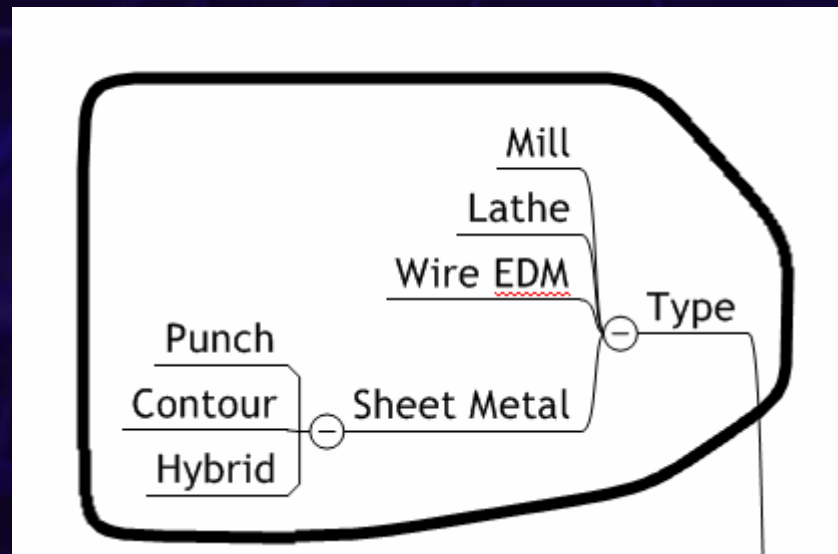 Mill
Lathe
Wire EDM
Type
Punch
Contour
Sheet Metal
Hybrid